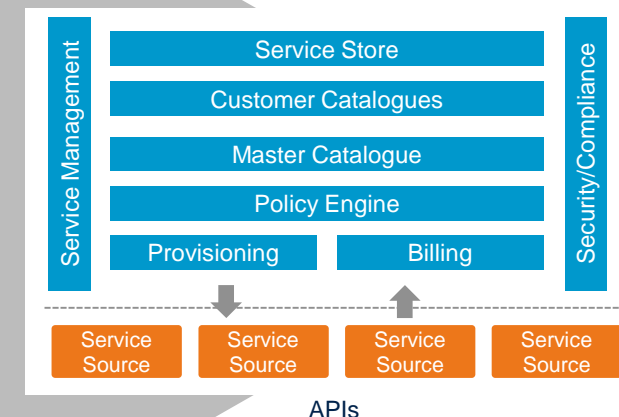 Service Management
Service Store
Customer Catalogues
Master Catalogue
Policy Engine
Provisioning
Billing
Security/Compliance
Service
Source
Service
Source
Service
Source
Service
Source
APIs